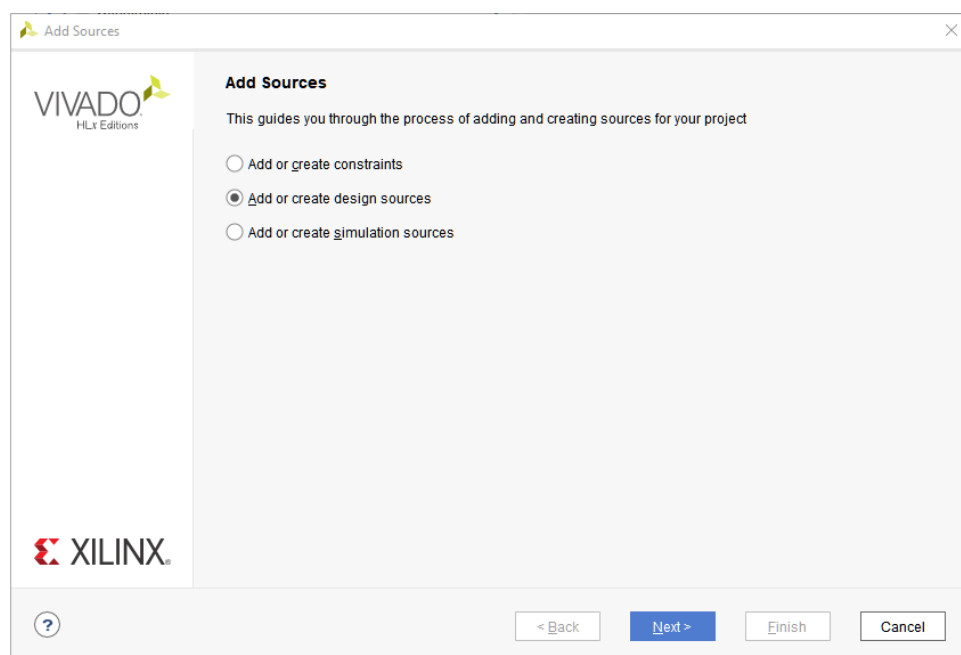 Add Sources
VIVADO.
HLx Editions
Add Sources
This guides you through the process of adding and creating sources for your project
Add or create constraints
Add or create design sources
Add or create simulation sources
XILINX.
?
< Back
Next >
Finish
Cancel